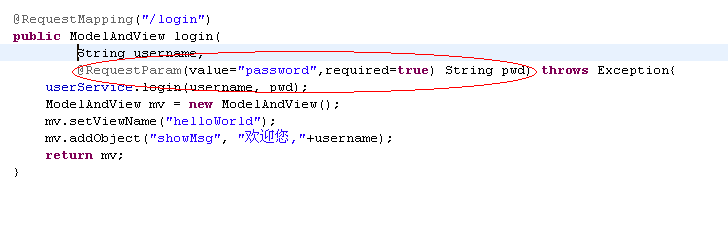 @RequestMapping("/login")
public ModelAndView login(
String username,
@RequestParam(value="password",required=true) String pwd) throws Exception{
userService.login(username, pwd);
ModelAndView mv = new ModelAndView();
mv.setViewName("helloWorld");
mv.addObject("showMsg", "欢迎您,"+username);
return mv;
}